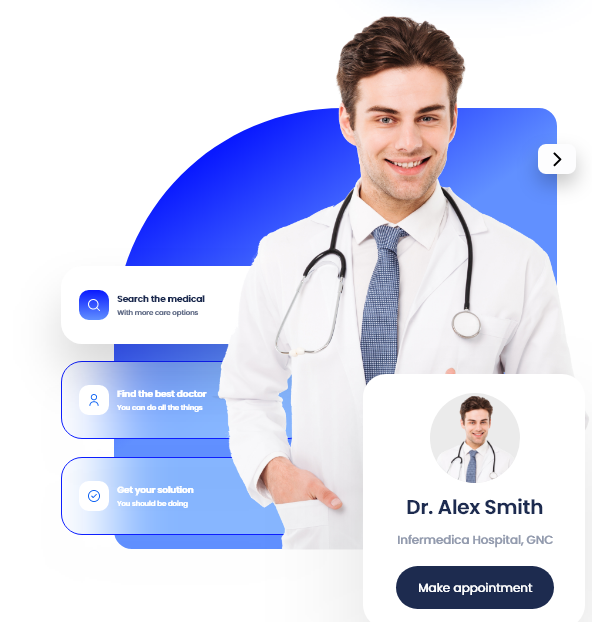 Search the medical
With more care options
Find the best doctor
You can do all the things
Get your solution
You should be doing
Dr. Alex Smith
Infermedica Hospital, GNC
Make appointment